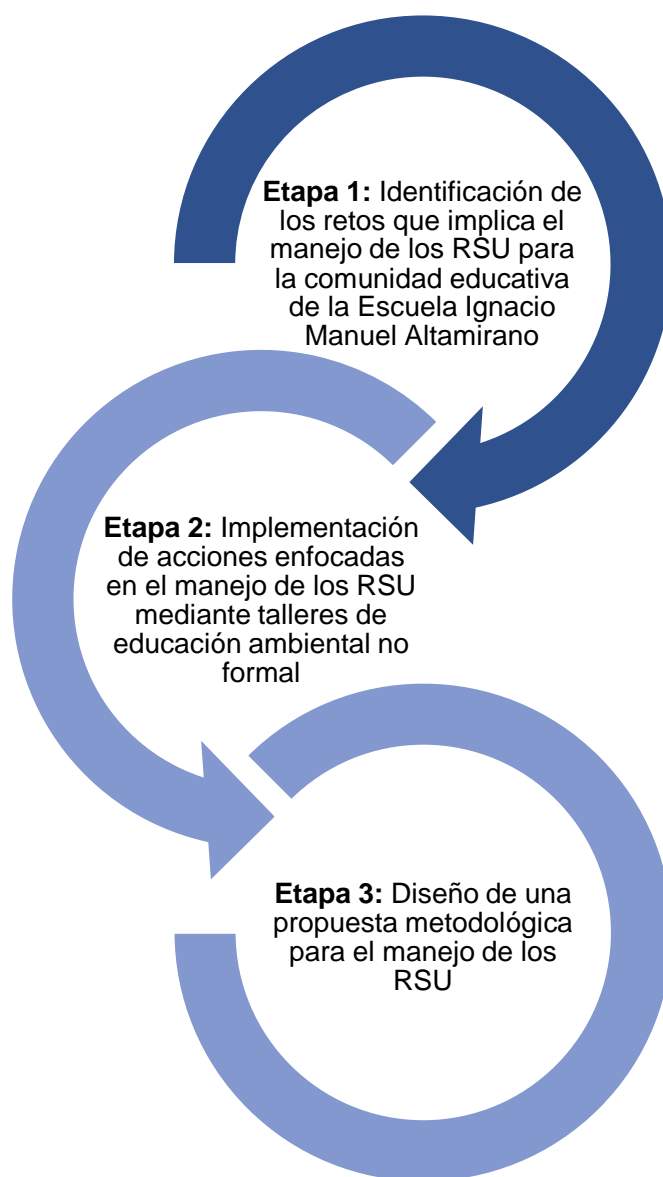 Etapa 1: Identificación de
los retos que implica el
manejo de los RSU para
la comunidad educativa
de la Escuela Ignacio
Manuel Altamirano
Etapa 2: Implementación
de acciones enfocadas
en el manejo de los RSU
mediante talleres de
educación ambiental no
formal
Etapa 3: Diseño de una
propuesta metodológica
para el manejo de los
RSU